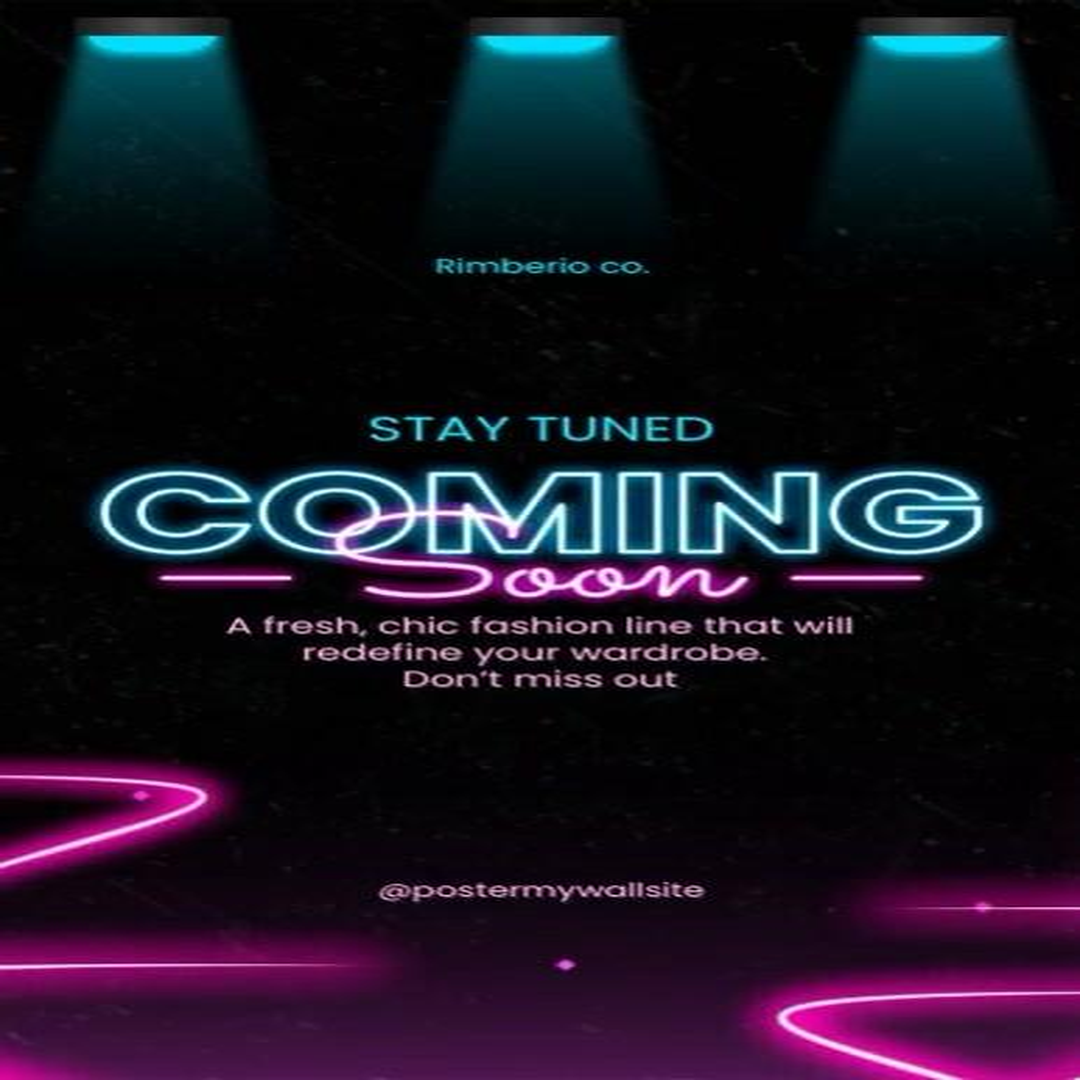 Rimberio co.
STAY TUNED
COMING
Soon
A fresh, chic fashion line that will
redefine your wardrobe.
Don't miss out
@postermywallsite